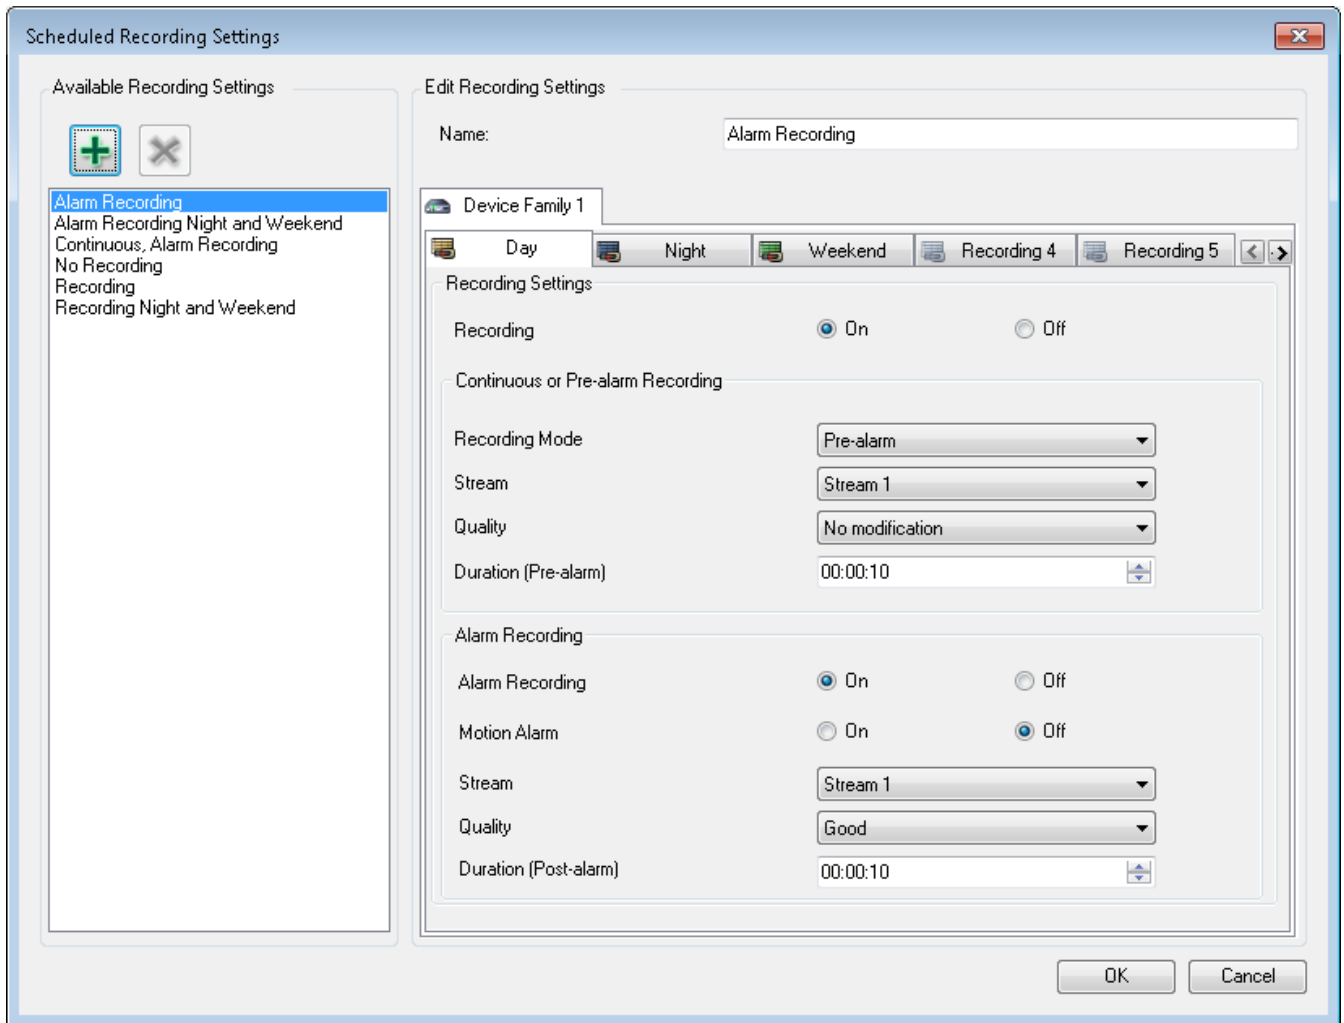 Scheduled Recording Settings
Available Recording Settings
Alarm Recording
Alarm Recording Night and Weekend
Continuous, Alarm Recording
No Recording
Recording
Recording Night and Weekend
Edit Recording Settings
Name: Alarm Recording
Device Family 1
Day Night Weekend Recording 4 Recording 5
Recording Settings
Recording On Off
Continuous or Pre-alarm Recording
Recording Mode Pre-alarm
Stream Stream 1
Quality No modification
Duration (Pre-alarm) 00:00:10
Alarm Recording
Alarm Recording On Off
Motion Alarm On Off
Stream Stream 1
Quality Good
Duration (Post-alarm) 00:00:10
OK Cancel